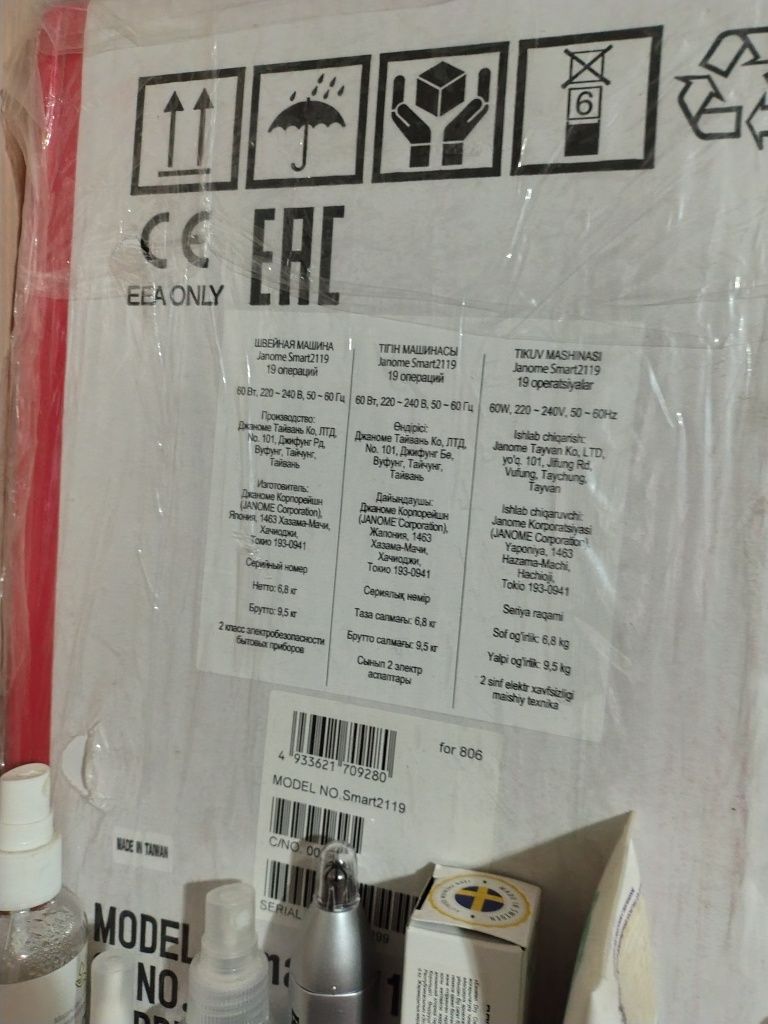 6
CE
EAC
EEA ONLY
ШВЕЙНАЯ МАШИНА
Janome Smart2119
19 операций
60 Вт, 220 ~ 240 В, 50 ~ 60 Гц
Производство:
Джаноме Тайвань Ко, ЛТД,
No. 101, Джифунг Рд,
Вуфунг, Тайчунг,
Тайвань
Изготовитель:
Джаноме Корпорейшн
(JANOME Corporation),
Япония, 1463 Хазама-Мачи,
Хачиоджи,
Токио 193-0941
Серийный номер
Нетто: 6,8 кг
Брутто: 9,5 кг
2 класс электробезопасности
бытовых приборов
ТІГІН МАШИНАСЫ
Janome Smart2119
19 операций
60 Вт, 220 ~ 240 В, 50 ~ 60 Гц
Өндірісі:
Джаноме Тайвань Ко, ЛТД,
No. 101, Джифунг Бе,
Вуфунг, Тайчунг,
Тайвань
Дайындаушы:
Джаноме Корпорейшн
(JANOME Corporation),
Жапония, 1463
Хазама-Мачи,
Хачиоджи,
Токио 193-0941
Сериялық нөмір
Таза салмағы: 6,8 кг
Брутто салмағы: 9,5 кг
Сынып 2 электр
аспаптары
TIKUV MASHINASI
Janome Smart2119
19 operatsiyalar
60W, 220 ~ 240V, 50 ~ 60Hz
Ishlab chiqarish:
Janome Tayvan Ko, LTD,
yo'q. 101, Jifung Rd,
Vufung, Taychung,
Tayvan
Ishlab chiqaruvchi:
Janome Korporatsiyasi
(JANOME Corporation)
Yaponiya, 1463
Hazama-Machi,
Hachioji,
Tokio 193-0941
Seriya raqami
Sof og'irlik: 6,8 kg
Yalpi og'irlik: 9,5 kg
2 sinf elektr xavfsizligi
maishiy texnika
for 806
4 933621 709280
MODEL NO.Smart2119
C/NO. 00
SERIAL
MADE IN TAIWAN
MODEL
NO.
MADE IN SWEDEN